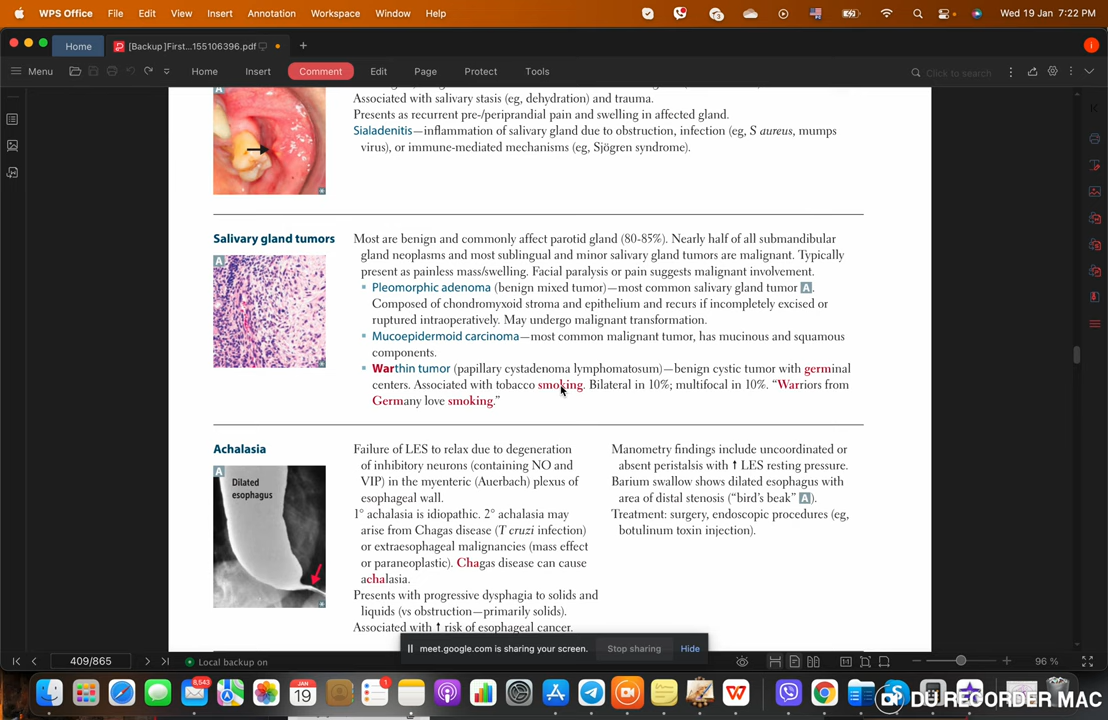 WPS Office File Edit View Insert Annotation Workspace Window Help Wed 19 Jan 7:22 PM
Home [Backup]First...155106396.pdf
Menu Home Insert Comment Edit Page Protect Tools Click to search
A
Associated with salivary stasis (eg, dehydration) and trauma.
Presents as recurrent pre-/periprandial pain and swelling in affected gland.
Sialadenitis—inflammation of salivary gland due to obstruction, infection (eg, S aureus, mumps
virus), or immune-mediated mechanisms (eg, Sjögren syndrome).
Salivary gland tumors
A
Most are benign and commonly affect parotid gland (80-85%). Nearly half of all submandibular
gland neoplasms and most sublingual and minor salivary gland tumors are malignant. Typically
present as painless mass/swelling. Facial paralysis or pain suggests malignant involvement.
▪ Pleomorphic adenoma (benign mixed tumor)—most common salivary gland tumor A.
Composed of chondromyxoid stroma and epithelium and recurs if incompletely excised or
ruptured intraoperatively. May undergo malignant transformation.
▪ Mucoepidermoid carcinoma—most common malignant tumor, has mucinous and squamous
components.
▪ Warthin tumor (papillary cystadenoma lymphomatosum)—benign cystic tumor with germinal
centers. Associated with tobacco smoking. Bilateral in 10%; multifocal in 10%. “Warriors from
Germany love smoking.”
Achalasia
A
Dilated
esophagus
Failure of LES to relax due to degeneration
of inhibitory neurons (containing NO and
VIP) in the myenteric (Auerbach) plexus of
esophageal wall.
1° achalasia is idiopathic. 2° achalasia may
arise from Chagas disease (T cruzi infection)
or extraesophageal malignancies (mass effect
or paraneoplastic). Chagas disease can cause
achalasia.
Presents with progressive dysphagia to solids and
liquids (vs obstruction—primarily solids).
Associated with ↑ risk of esophageal cancer.
Manometry findings include uncoordinated or
absent peristalsis with ↑ LES resting pressure.
Barium swallow shows dilated esophagus with
area of distal stenosis (“bird’s beak” A).
Treatment: surgery, endoscopic procedures (eg,
botulinum toxin injection).
meet.google.com is sharing your screen. Stop sharing Hide
409/865 Local backup on 96 %
8,543
JAN
19
1
DU RECORDER MAC